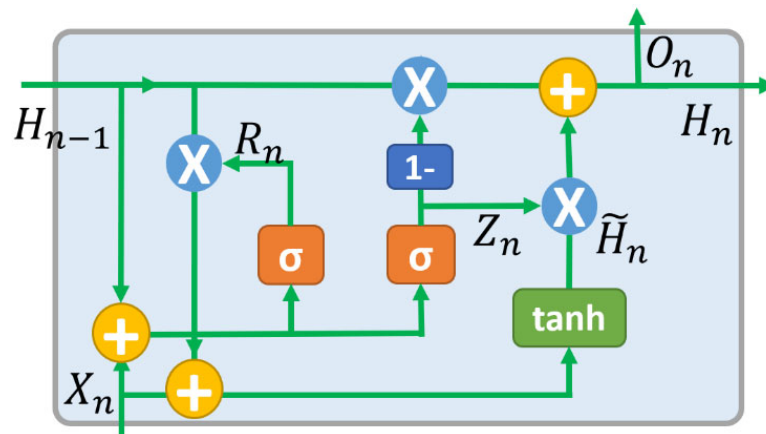 X + O_n
H_{n-1} H_n
X R_n 1-
X
Z_n H̃_n
σ σ
tanh
+
X_n +